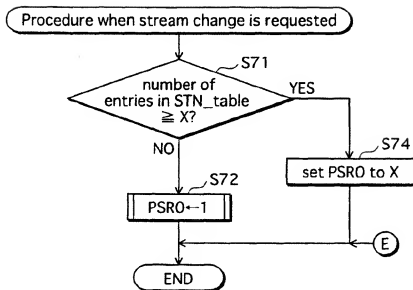 Procedure when stream change is requested
S71
number of
entries in STN_table
≧ X?
YES
NO
S72
PSR0←1
S74
set PSR0 to X
E
END